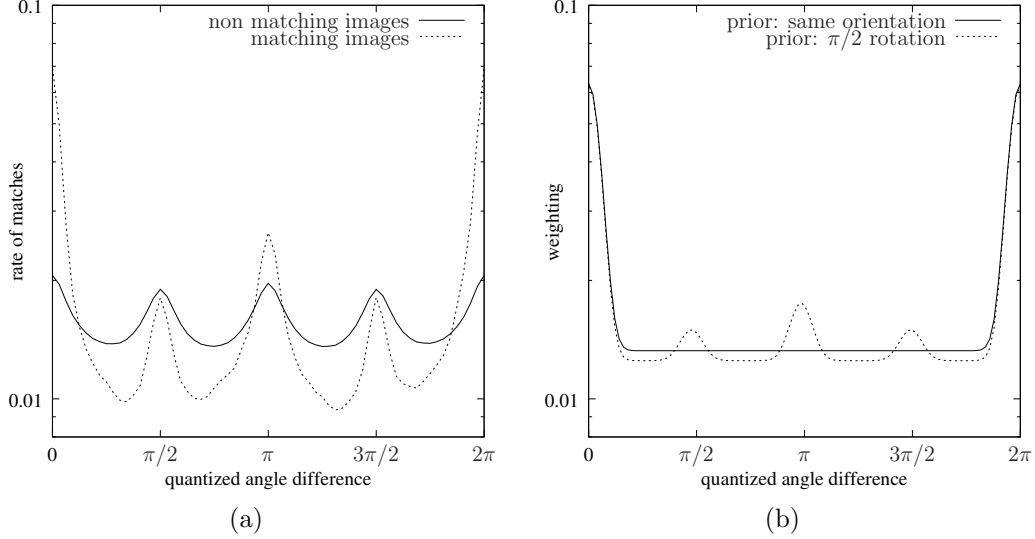 0.1
0.01
rate of matches
non matching images
matching images
0 π/2 π 3π/2 2π
quantized angle difference
(a)
0.1
0.01
weighting
prior: same orientation
prior: π/2 rotation
0 π/2 π 3π/2 2π
quantized angle difference
(b)